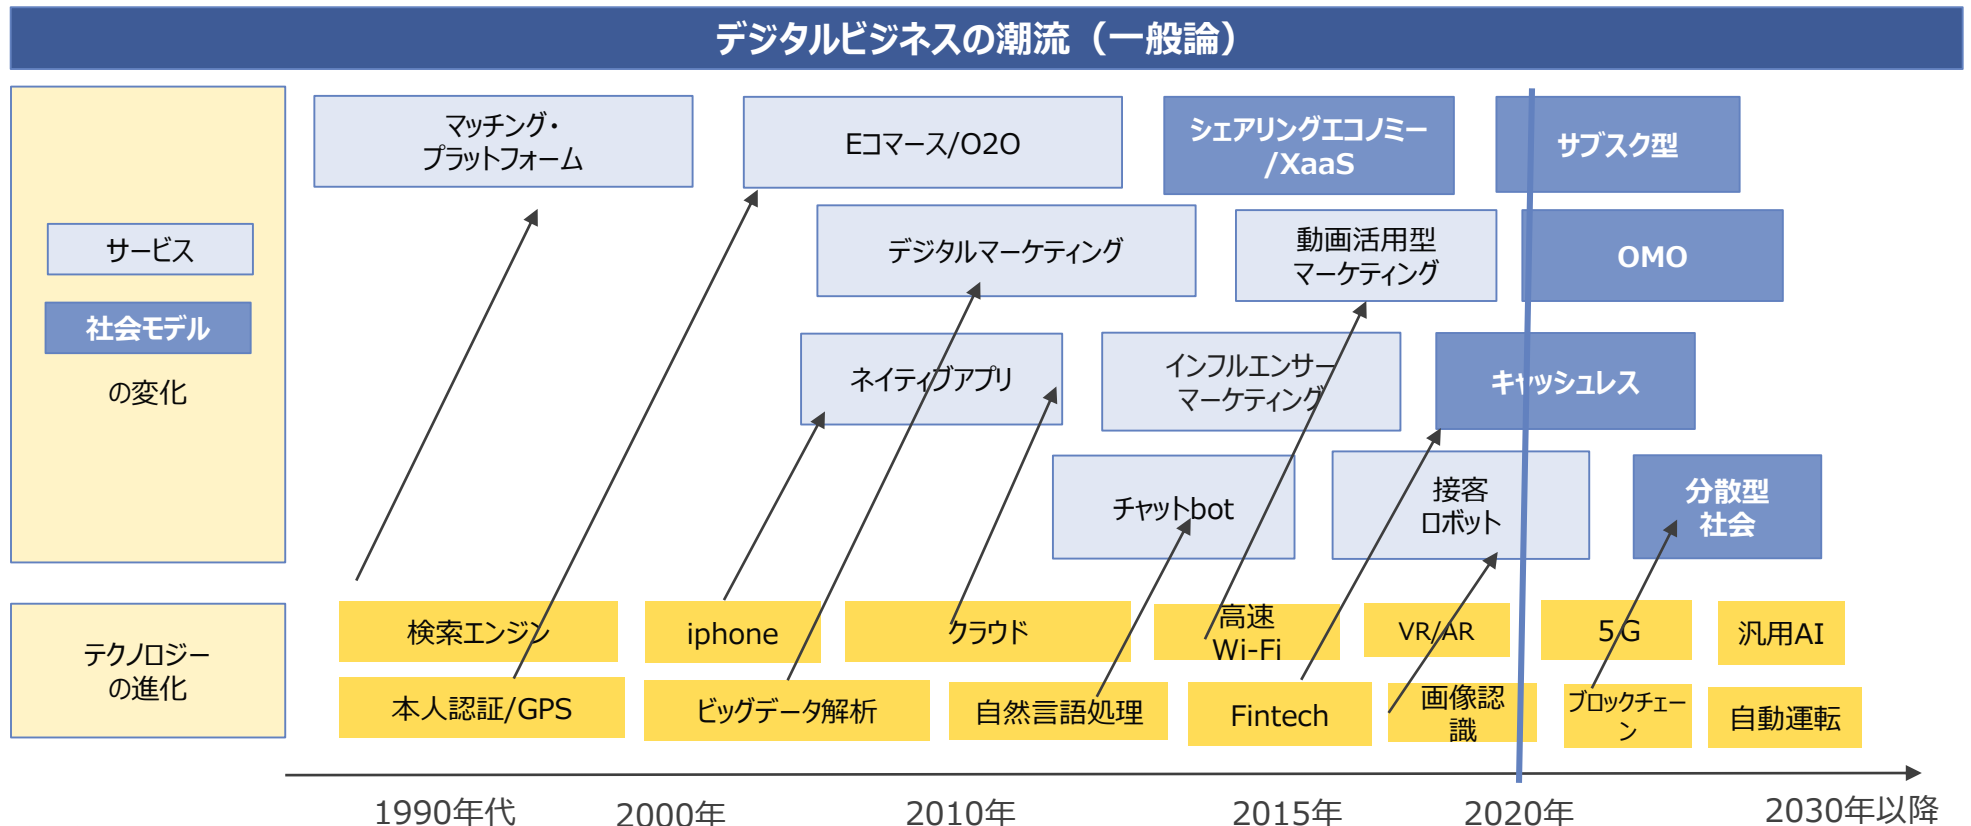 デジタルビジネスの潮流（一般論）
サービス
社会モデル
の変化
マッチング・
プラットフォーム
Eコマース/O2O
シェアリングエコノミー
/XaaS
サブスク型
デジタルマーケティング
動画活用型
マーケティング
OMO
ネイティブアプリ
インフルエンサー
マーケティング
キャッシュレス
チャットbot
接客
ロボット
分散型
社会
テクノロジー
の進化
検索エンジン
iphone
クラウド
高速
Wi-Fi
VR/AR
5G
汎用AI
本人認証/GPS
ビッグデータ解析
自然言語処理
Fintech
画像認
識
ブロックチェー
ン
自動運転
1990年代
2000年
2010年
2015年
2020年
2030年以降